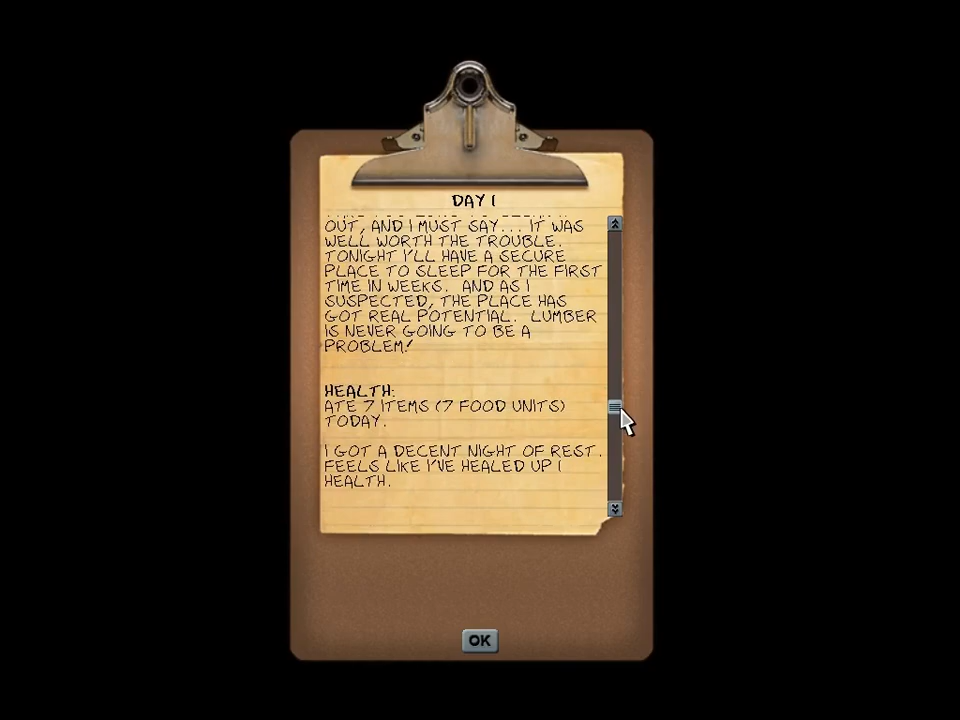 DAY 1
OUT, AND I MUST SAY... IT WAS
WELL WORTH THE TROUBLE.
TONIGHT I'LL HAVE A SECURE
PLACE TO SLEEP FOR THE FIRST
TIME IN WEEKS. AND AS I
SUSPECTED, THE PLACE HAS
GOT REAL POTENTIAL. LUMBER
IS NEVER GOING TO BE A
PROBLEM!
HEALTH:
ATE 7 ITEMS (7 FOOD UNITS)
TODAY.
I GOT A DECENT NIGHT OF REST.
FEELS LIKE I'VE HEALED UP 1
HEALTH.
OK